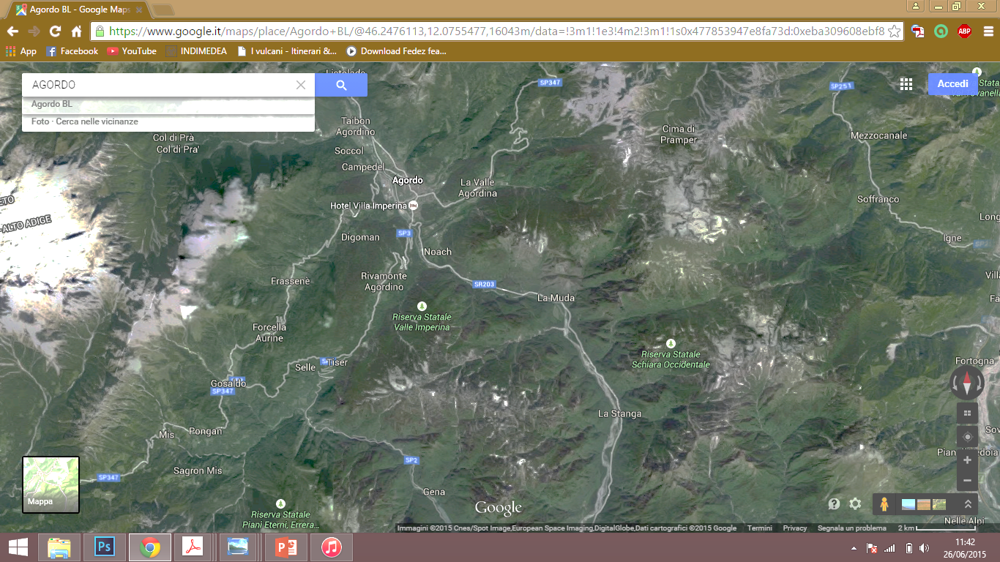 Agordo BL - Google Maps
https://www.google.it/maps/place/Agordo+BL/@46.2476113,12.0755477,16043m/data=!3m1!1e3!4m2!3m1!1s0x477853947e8fa73d:0xeba309608ebf8
ABP
App
Facebook
YouTube
INDIMEDEA
I vulcani - Itinerari &...
Download Fedez fea...
AGORDO
Agordo BL
Foto · Cerca nelle vicinanze
Accedi
SP347
SP251
Taibon
Agordino
Col di Prà
Col di Pra'
Soccol
Campedel
Agordo
La Valle
Agordina
Cima di
Pramper
Mezzocanale
Soffranco
Hotel Villa Imperina
-ALTO ADIGE
Long
Igne
Digoman
SP3
Noach
Frassenè
Rivamonte
Agordino
SR203
La Muda
Riserva Statale
Valle Imperina
Forcella
Aurine
Riserva Statale
Schiara Occidentale
Fortogna
Selle
Tiser
Gosaldo
SP347
La Stanga
Mis
Pongan
SP2
Sagron Mis
SP347
Gena
Mappa
Riserva Statale
Piani Eterni, Errera...
Nelle Alpi
Google
Immagini ©2015 Cnes/Spot Image,European Space Imaging,DigitalGlobe,Dati cartografici ©2015 Google
Termini
Privacy
Segnala un problema
2 km
Ps
11:42
26/06/2015